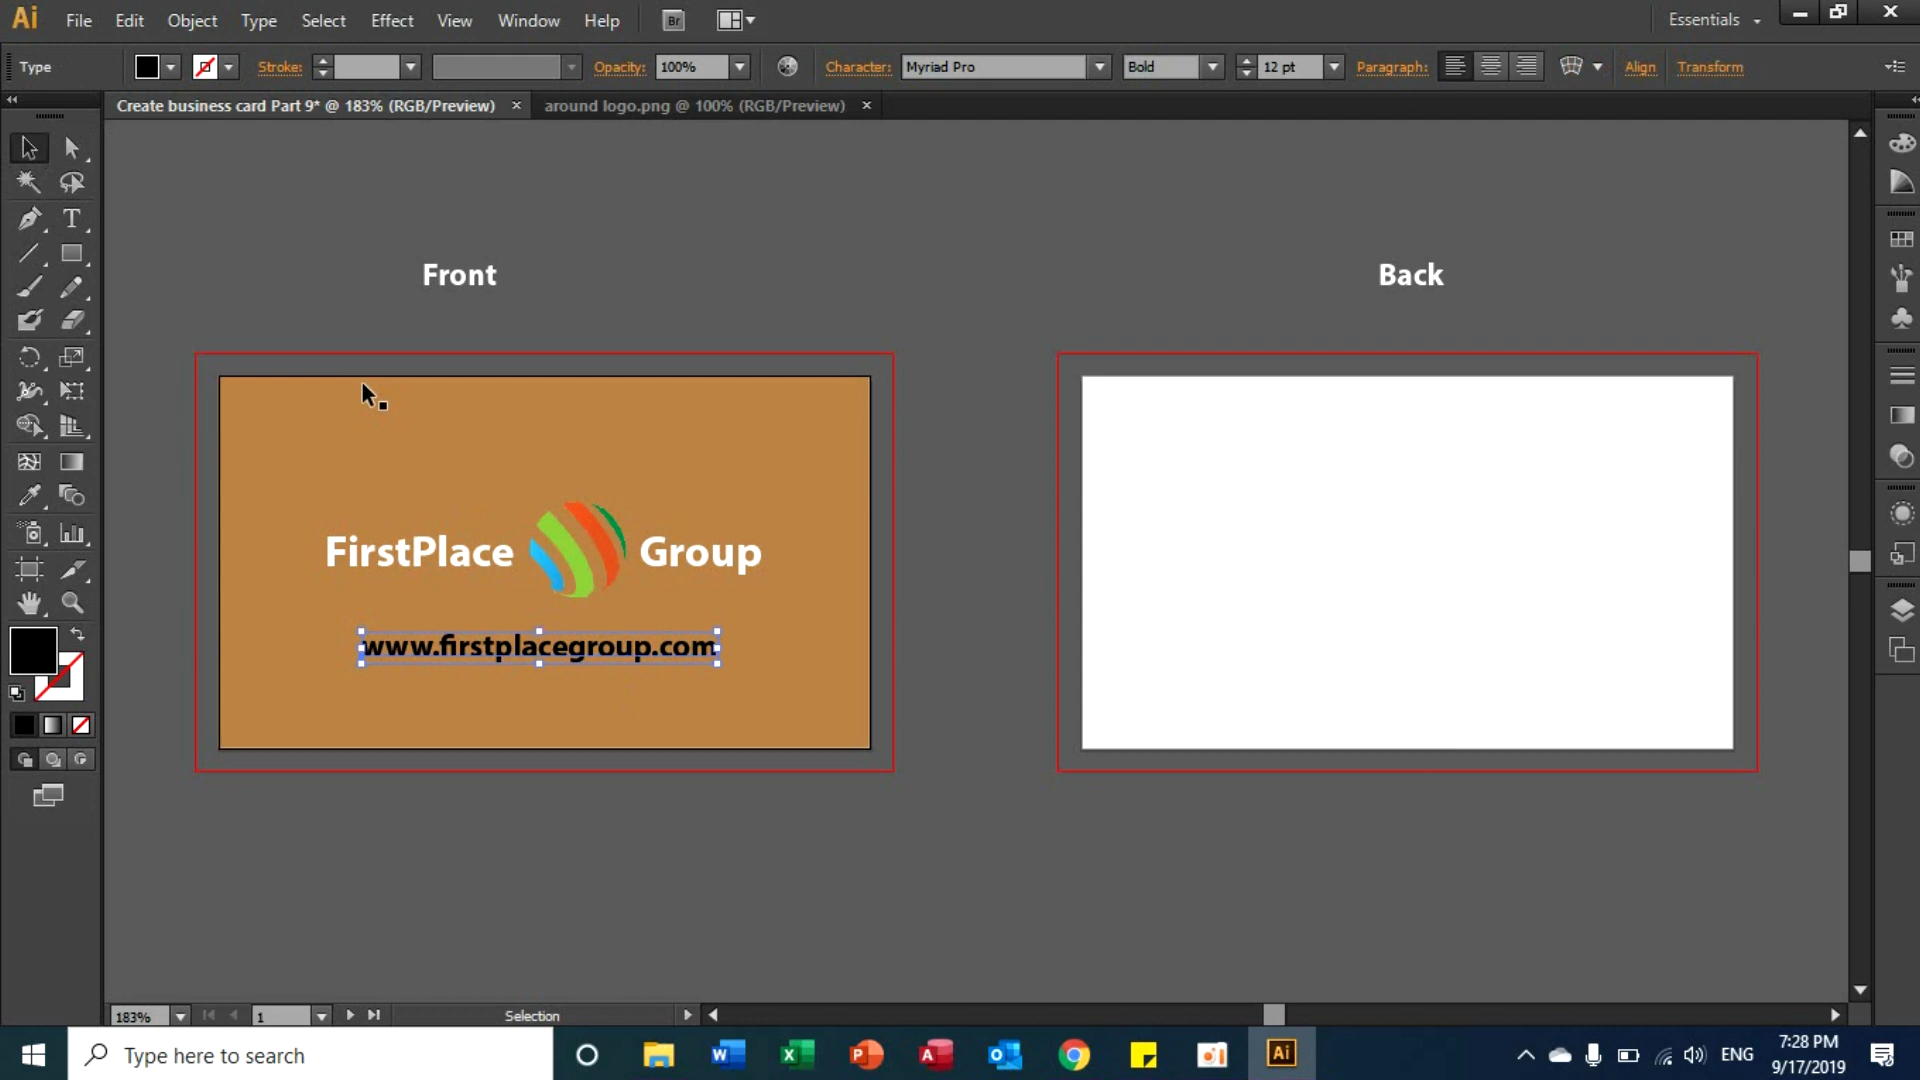 Ai File Edit Object Type Select Effect View Window Help Br Essentials
Type Stroke: Opacity: 100% Character: Myriad Pro Bold 12 pt Paragraph: Align Transform
Create business card Part 9* @ 183% (RGB/Preview) × around logo.png @ 100% (RGB/Preview) ×
Front
Back
FirstPlace Group
www.firstplacegroup.com
183% 1 Selection
Type here to search
Ai
ENG
7:28 PM
9/17/2019